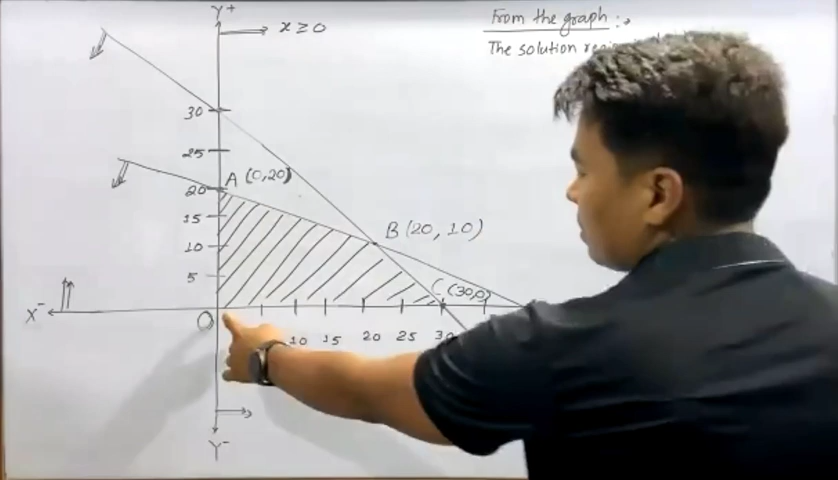 Y+
x ≥ 0
From the graph :→
The solution
30
25
A (0,20)
20
15
B (20, 10)
10
5
C (30,0)
X⁻
O
10 15 20 25 30
Y⁻